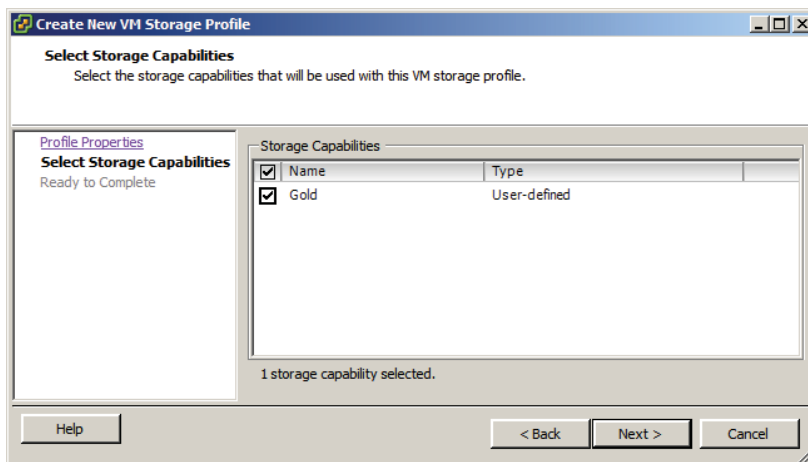 Create New VM Storage Profile
Select Storage Capabilities
Select the storage capabilities that will be used with this VM storage profile.
Profile Properties
Select Storage Capabilities
Ready to Complete
Storage Capabilities
Name Type
Gold User-defined
1 storage capability selected.
Help < Back Next > Cancel